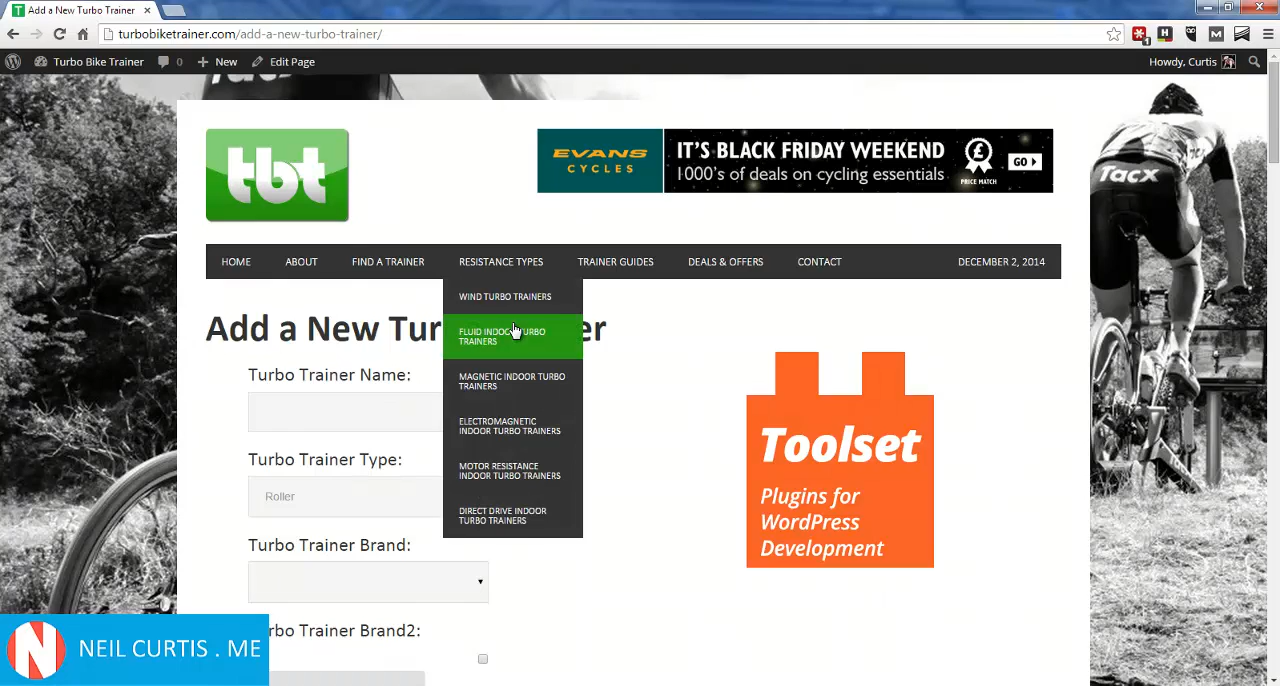 Add a New Turbo Trainer
turbobiketrainer.com/add-a-new-turbo-trainer/
Turbo Bike Trainer
0
New
Edit Page
Howdy, Curtis
tbt
EVANS
CYCLES
IT'S BLACK FRIDAY WEEKEND
1000's of deals on cycling essentials
£
PRICE MATCH
GO
Tacx
HOME
ABOUT
FIND A TRAINER
RESISTANCE TYPES
TRAINER GUIDES
DEALS & OFFERS
CONTACT
DECEMBER 2, 2014
WIND TURBO TRAINERS
FLUID INDOOR TURBO
TRAINERS
MAGNETIC INDOOR TURBO
TRAINERS
ELECTROMAGNETIC
INDOOR TURBO TRAINERS
MOTOR RESISTANCE
INDOOR TURBO TRAINERS
DIRECT DRIVE INDOOR
TURBO TRAINERS
Add a New Tur er
Turbo Trainer Name:
Turbo Trainer Type:
Roller
Turbo Trainer Brand:
rbo Trainer Brand2:
Toolset
Plugins for
WordPress
Development
N
NEIL CURTIS . ME